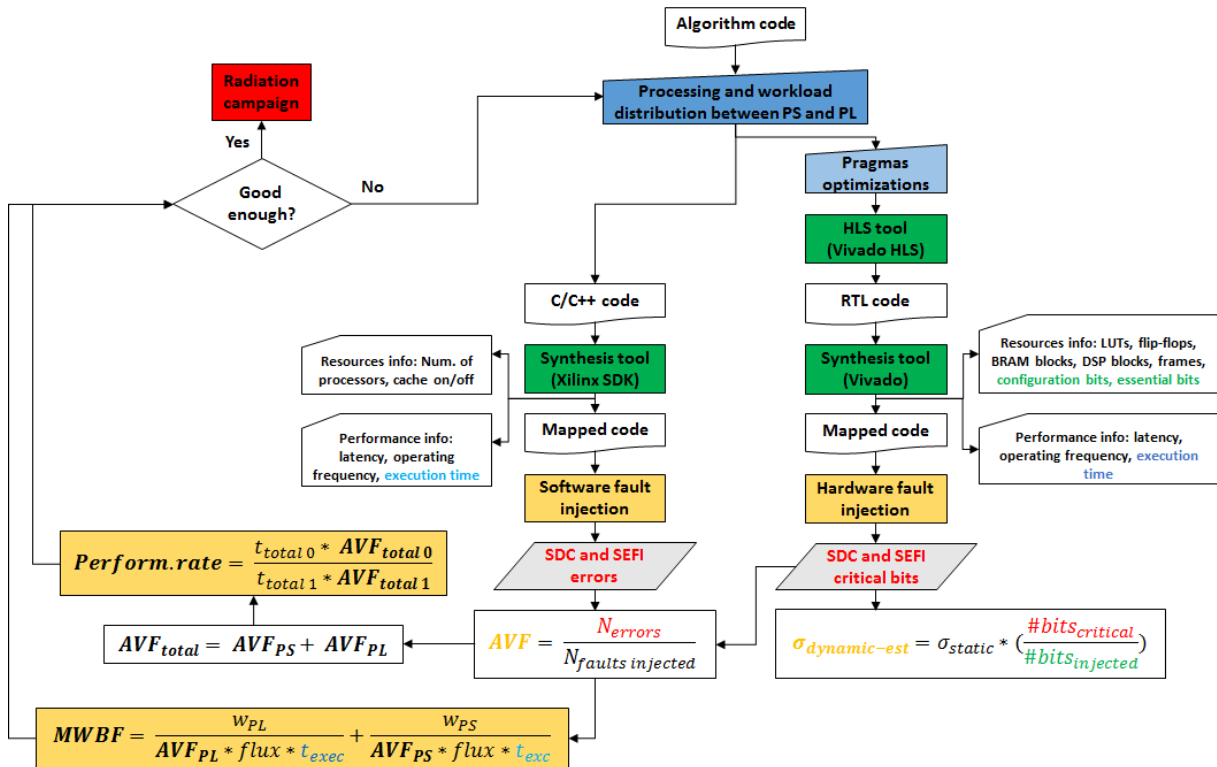 Algorithm code
Radiation
campaign
Processing and workload
distribution between PS and PL
Yes
Good
enough?
No
Pragmas
optimizations
HLS tool
(Vivado HLS)
C/C++ code
RTL code
Resources info: Num. of
processors, cache on/off
Synthesis tool
(Xilinx SDK)
Synthesis tool
(Vivado)
Resources info: LUTs, flip-flops,
BRAM blocks, DSP blocks, frames,
configuration bits, essential bits
Performance info:
latency, operating
frequency, execution time
Mapped code
Mapped code
Performance info: latency,
operating frequency, execution
time
Software fault
injection
Hardware fault
injection
Perform.rate = (t_total 0 * AVF_total 0) / (t_total 1 * AVF_total 1)
SDC and SEFI
errors
SDC and SEFI
critical bits
AVF_total = AVF_PS + AVF_PL
AVF = N_errors / N_faults injected
σ_dynamic-est = σ_static * (#bits_critical / #bits_injected)
MWBF = w_PL / (AVF_PL * flux * t_exec) + w_PS / (AVF_PS * flux * t_exc)